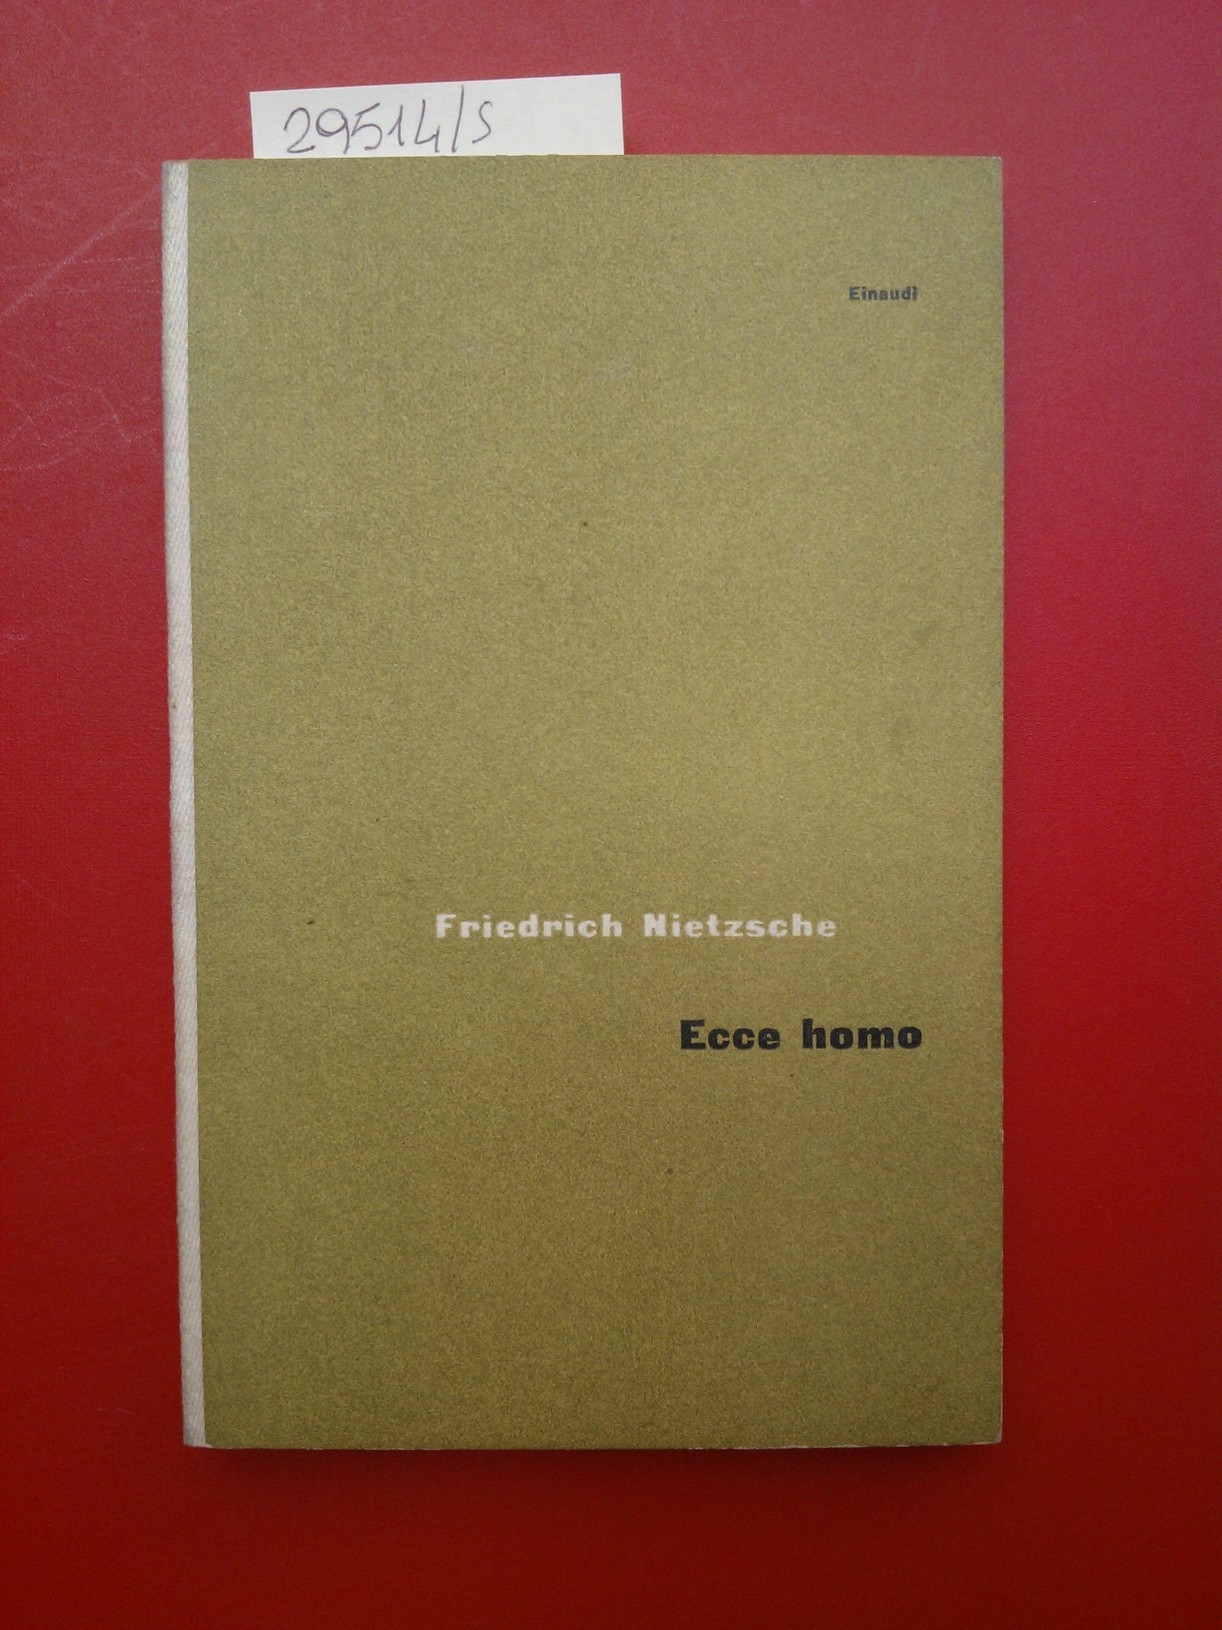 29514/S
Einaudi
Friedrich Nietzsche
Ecce homo